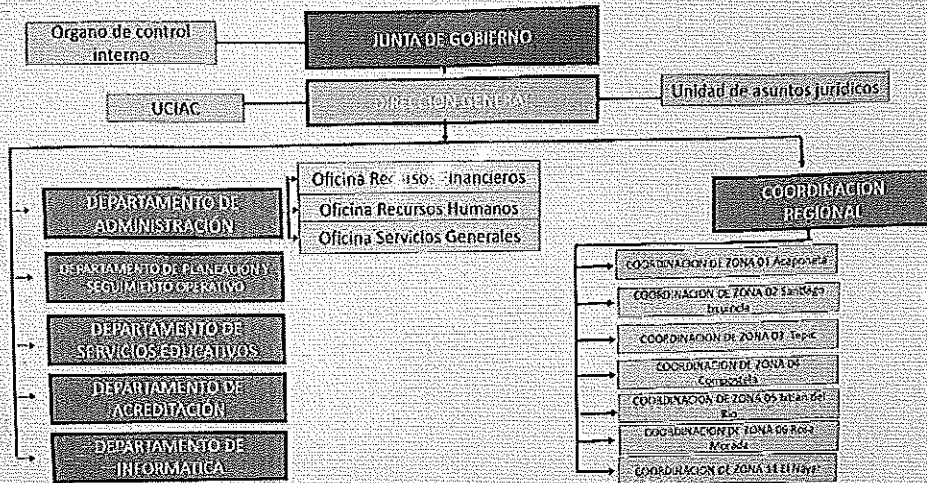 Organo de control
interno
JUNTA DE GOBIERNO
UCIAC
DIRECCION GENERAL
Unidad de asuntos juridicos
DEPARTAMENTO DE
ADMINISTRACIÓN
Oficina Financieros
Oficina Recursos Humanos
Oficina Servicios Generales
COORDINACION
REGIONAL
DEPARTAMENTO DE PLANEACION Y
SEGUIMIENTO OPERATIVO
DEPARTAMENTO DE
SERVICIOS EDUCATIVOS
DEPARTAMENTO DE
ACREDITACIÓN
DEPARTAMENTO DE
INFORMATICA
COORDINACION DE ZONA 01 Acaponeta
COORDINACION DE ZONA 02 Santiago
COORDINACION DE ZONA 03 Tepic
COORDINACION DE ZONA 04
Compostela
COORDINACION DE ZONA 05 Ixtlan del
Rio
COORDINACION DE ZONA 06 Rosa
Morada
COORDINACION DE ZONA 11 El Nayar